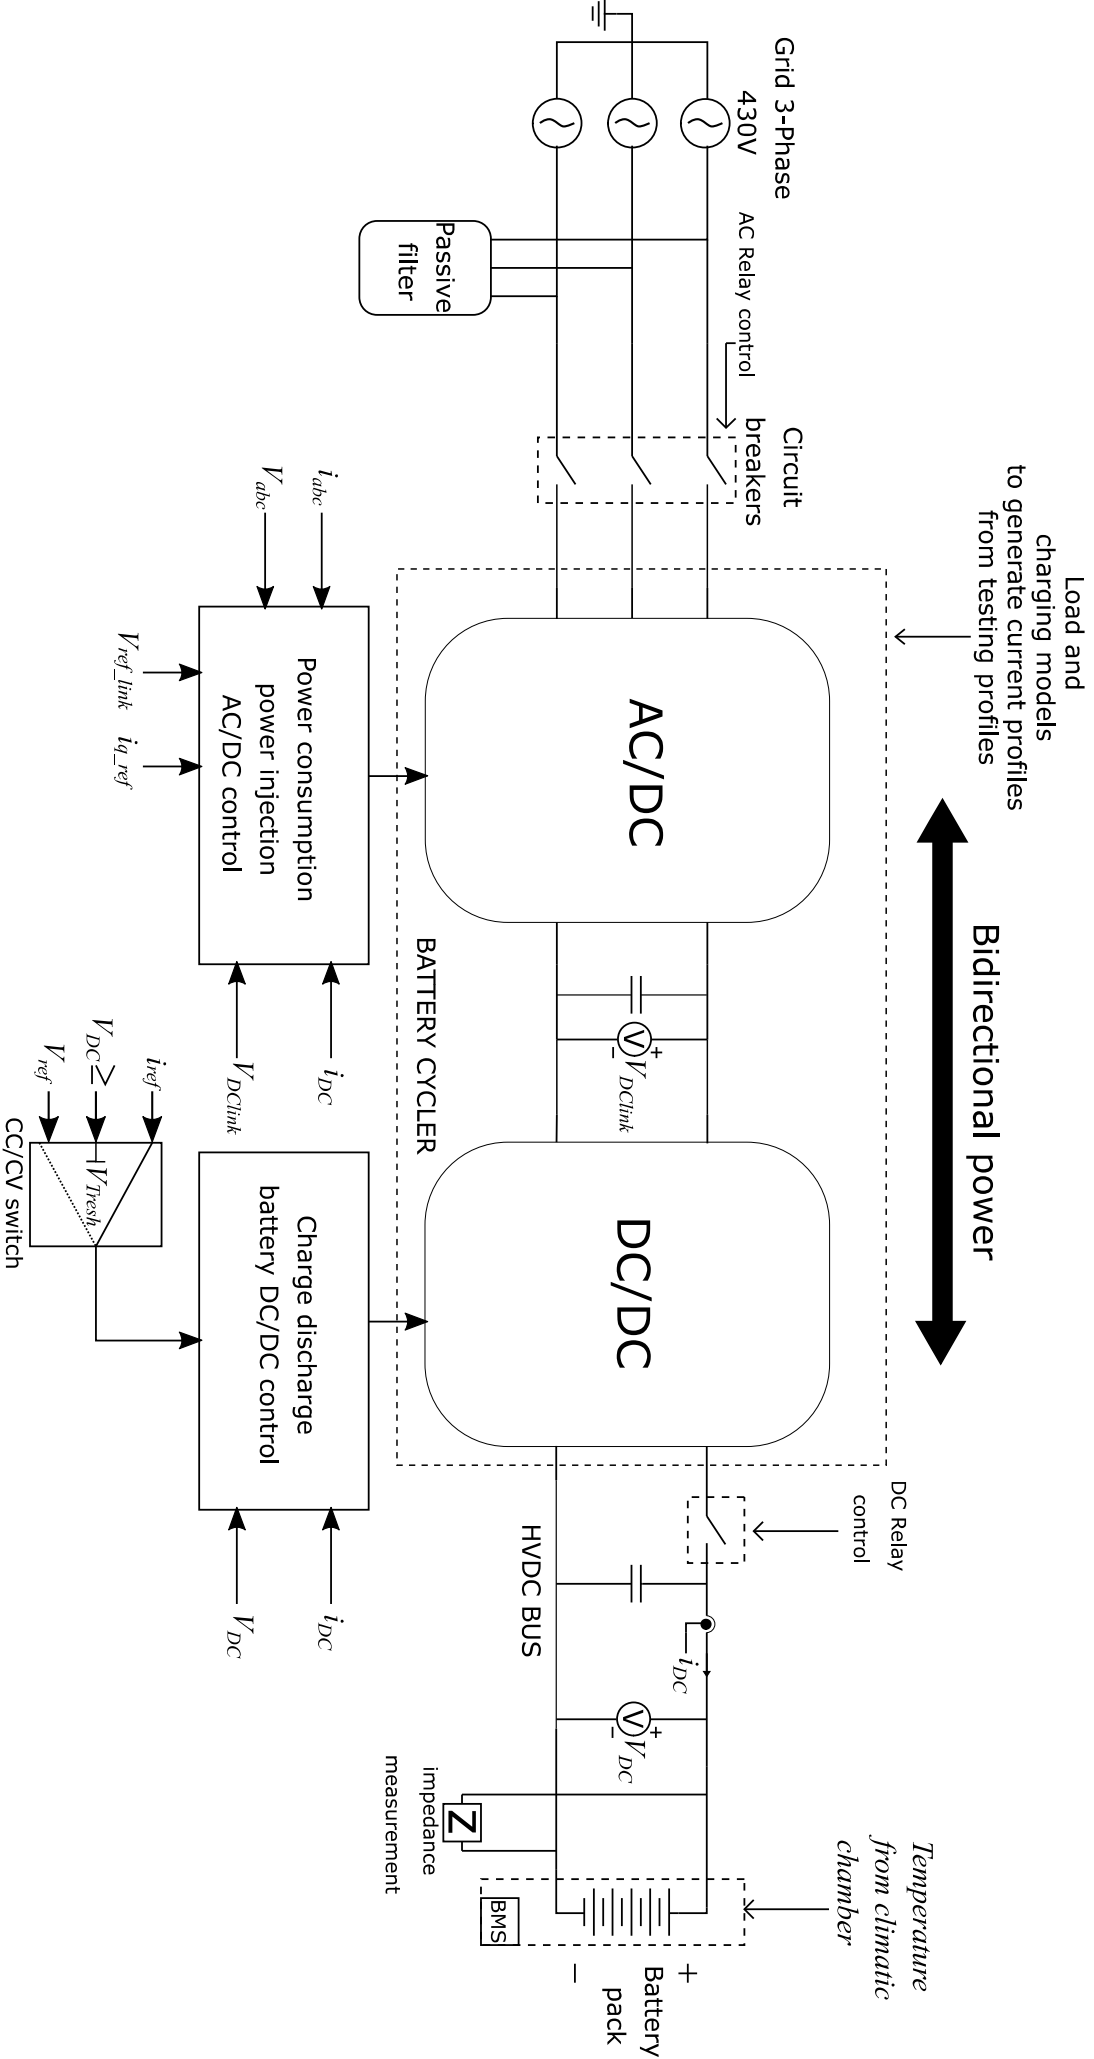 Load and
charging models
to generate current profiles
from testing profiles
Bidirectional power
Temperature
from climatic
chamber
DC Relay
control
Grid 3-Phase
430V
AC Relay control
Circuit
breakers
AC/DC
DC/DC
V
+
−
V_DClink
i_DC
V
+
−
V_DC
+
Battery
pack
−
HVDC BUS
BMS
Z
impedance
measurement
Passive
filter
BATTERY CYCLER
i_abc
V_abc
Power consumption
power injection
AC/DC control
i_DC
V_DClink
Charge discharge
battery DC/DC control
i_DC
V_DC
V_ref_link
i_q_ref
i_ref
V_DC≥
V_ref
V_Tresh
CC/CV switch